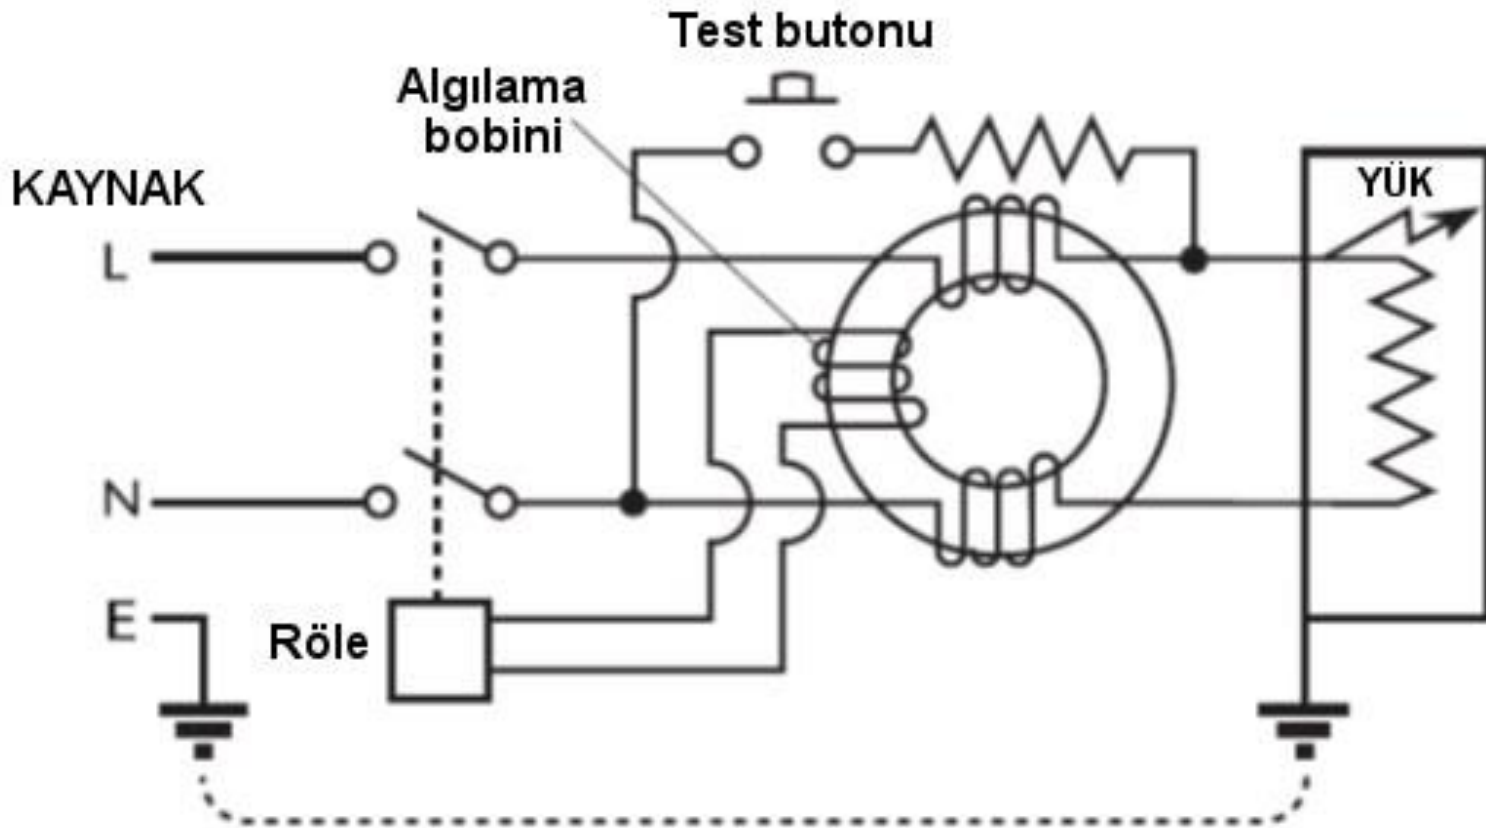 Test butonu
Algılama
bobini
KAYNAK
YÜK
L
N
E
Röle